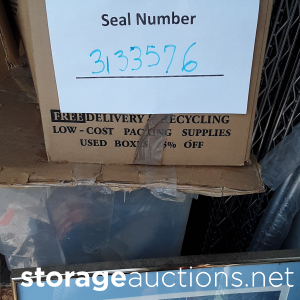 Seal Number
3133576
FREE DELIVERY & RECYCLING
LOW - COST PACKING SUPPLIES
USED BOXES % OFF
storageauctions.net